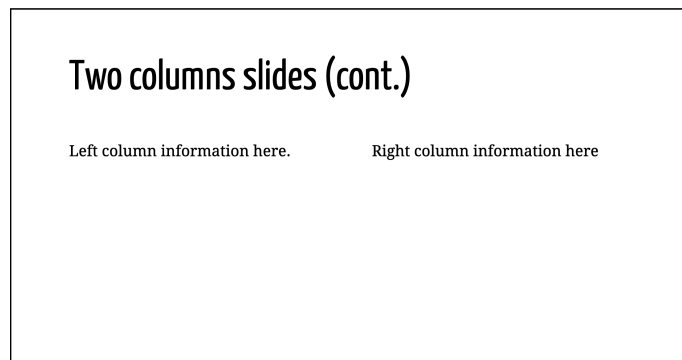 Two columns slides (cont.)
Left column information here.
Right column information here